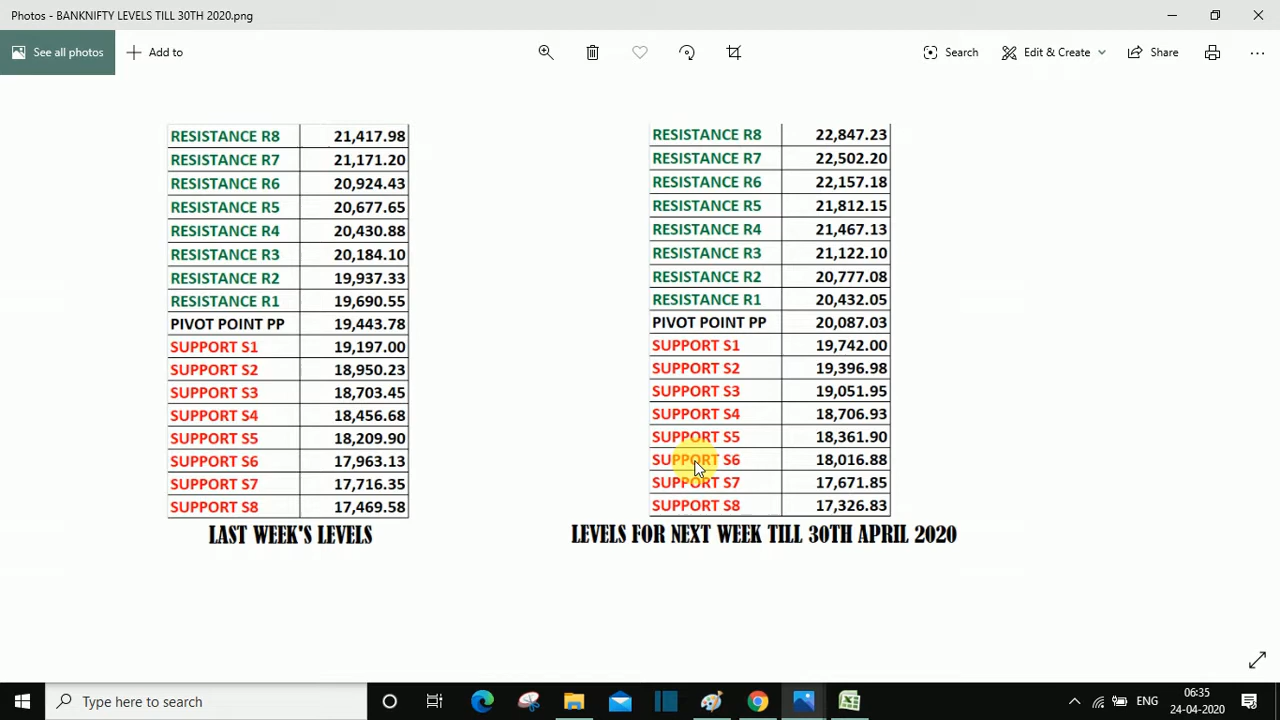 Photos - BANKNIFTY LEVELS TILL 30TH 2020.png
See all photos
Add to
Search
Edit & Create
Share
RESISTANCE R8 21,417.98
RESISTANCE R7 21,171.20
RESISTANCE R6 20,924.43
RESISTANCE R5 20,677.65
RESISTANCE R4 20,430.88
RESISTANCE R3 20,184.10
RESISTANCE R2 19,937.33
RESISTANCE R1 19,690.55
PIVOT POINT PP 19,443.78
SUPPORT S1 19,197.00
SUPPORT S2 18,950.23
SUPPORT S3 18,703.45
SUPPORT S4 18,456.68
SUPPORT S5 18,209.90
SUPPORT S6 17,963.13
SUPPORT S7 17,716.35
SUPPORT S8 17,469.58
LAST WEEK'S LEVELS
RESISTANCE R8 22,847.23
RESISTANCE R7 22,502.20
RESISTANCE R6 22,157.18
RESISTANCE R5 21,812.15
RESISTANCE R4 21,467.13
RESISTANCE R3 21,122.10
RESISTANCE R2 20,777.08
RESISTANCE R1 20,432.05
PIVOT POINT PP 20,087.03
SUPPORT S1 19,742.00
SUPPORT S2 19,396.98
SUPPORT S3 19,051.95
SUPPORT S4 18,706.93
SUPPORT S5 18,361.90
SUPPORT S6 18,016.88
SUPPORT S7 17,671.85
SUPPORT S8 17,326.83
LEVELS FOR NEXT WEEK TILL 30TH APRIL 2020
Type here to search
ENG
06:35
24-04-2020